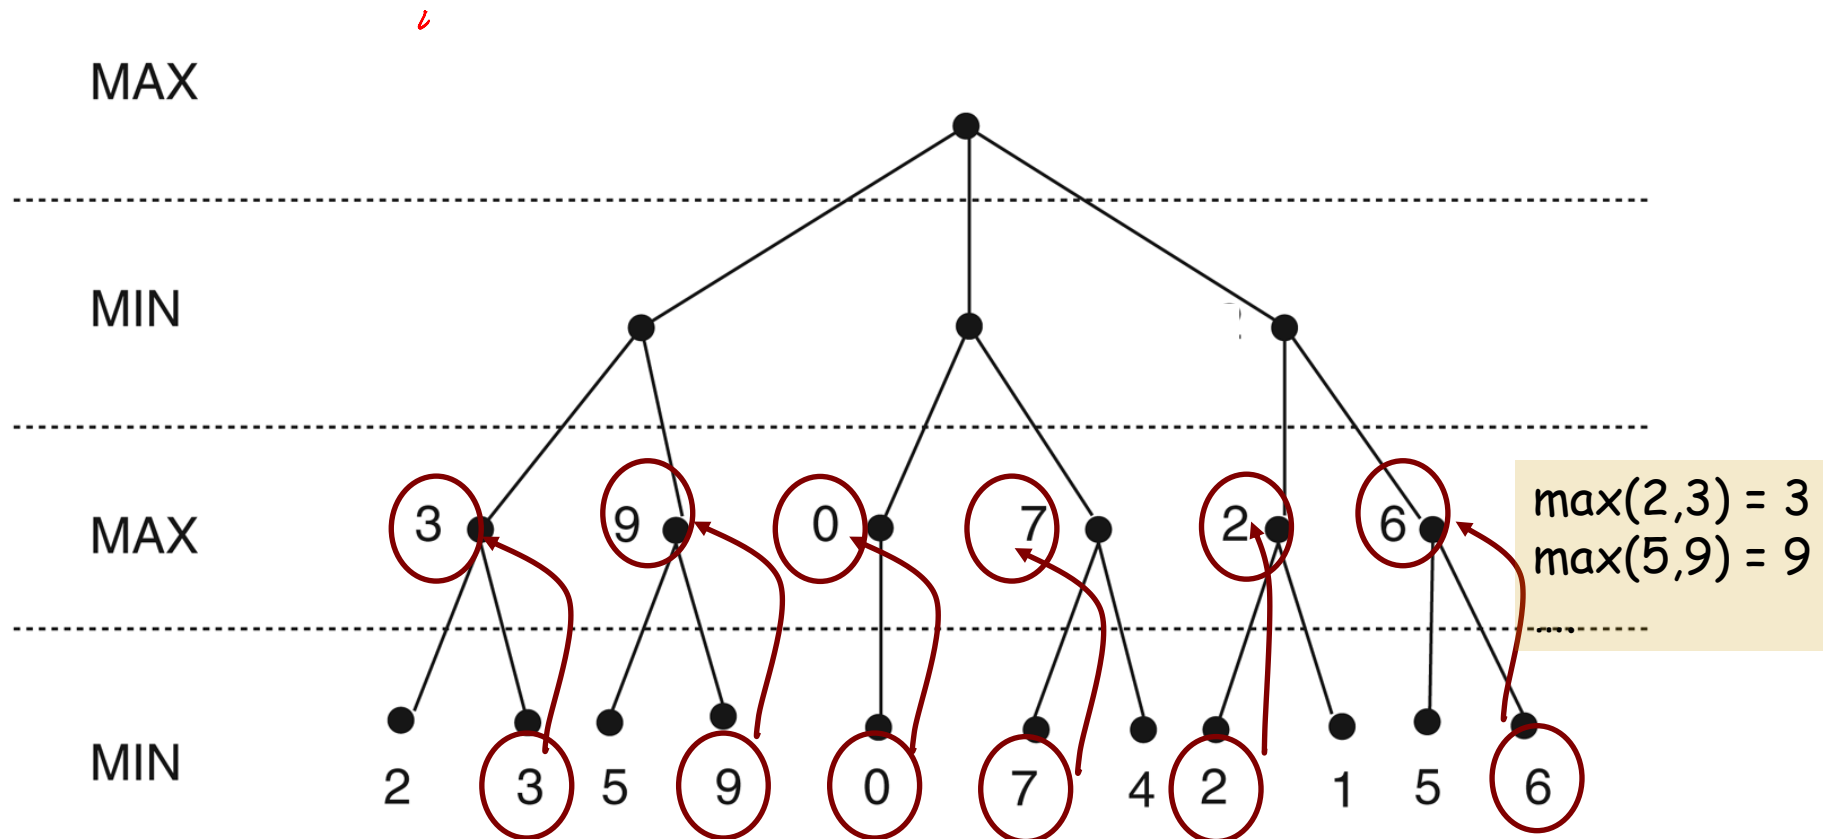 MAX
MIN
MAX
3 9 0 7 2 6
max(2,3) = 3
max(5,9) = 9
....
MIN
2 3 5 9 0 7 4 2 1 5 6